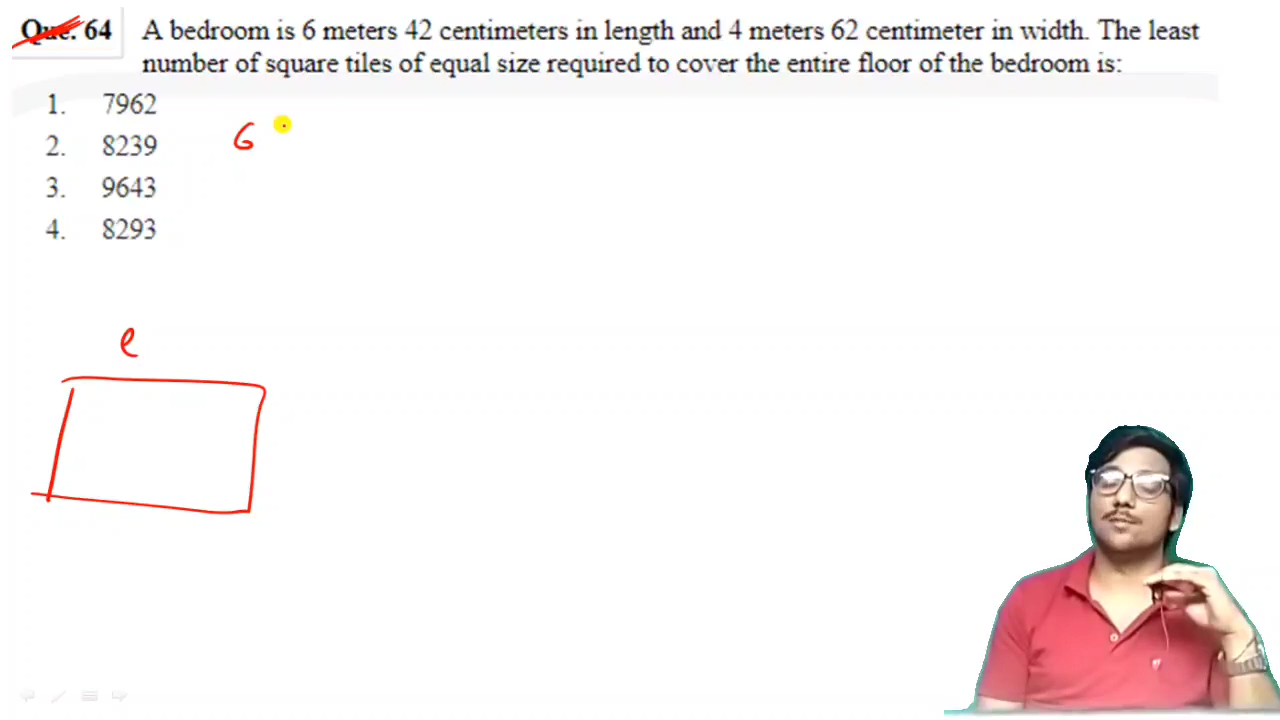 Que. 64 A bedroom is 6 meters 42 centimeters in length and 4 meters 62 centimeter in width. The least
number of square tiles of equal size required to cover the entire floor of the bedroom is:
1. 7962
2. 8239
3. 9643
4. 8293
6
l